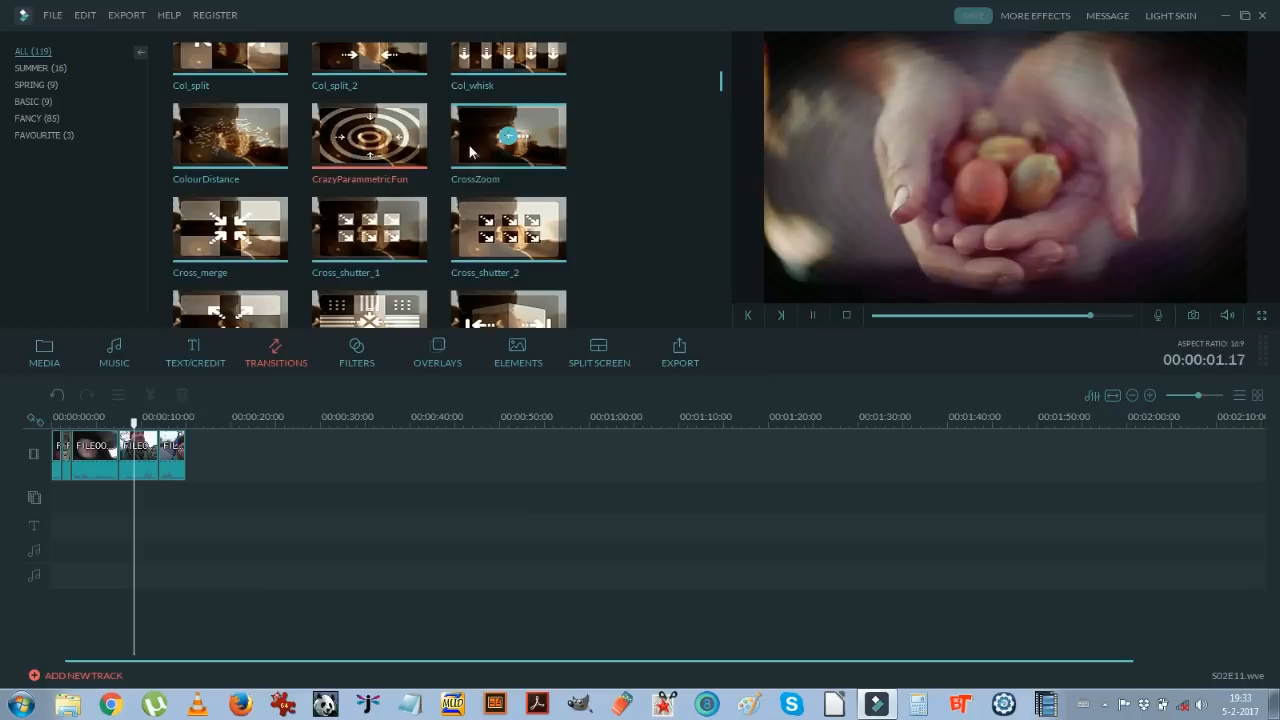 FILE EDIT EXPORT HELP REGISTER
SAVE MORE EFFECTS MESSAGE LIGHT SKIN
ALL (119)
SUMMER (16)
SPRING (9)
BASIC (9)
FANCY (85)
FAVOURITE (3)
Col_split Col_split_2 Col_whisk
ColourDistance CrazyParammetricFun CrossZoom
Cross_merge Cross_shutter_1 Cross_shutter_2
MEDIA MUSIC TEXT/CREDIT TRANSITIONS FILTERS OVERLAYS ELEMENTS SPLIT SCREEN EXPORT
ASPECT RATIO: 16:9
00:00:01.17
00:00:00:00 00:00:10:00 00:00:20:00 00:00:30:00 00:00:40:00 00:00:50:00 00:01:00:00 00:01:10:00 00:01:20:00 00:01:30:00 00:01:40:00 00:01:50:00 00:02:00:00 00:02:10:00
FILE00...
ADD NEW TRACK
S02E11.wve
19:33
5-2-2017